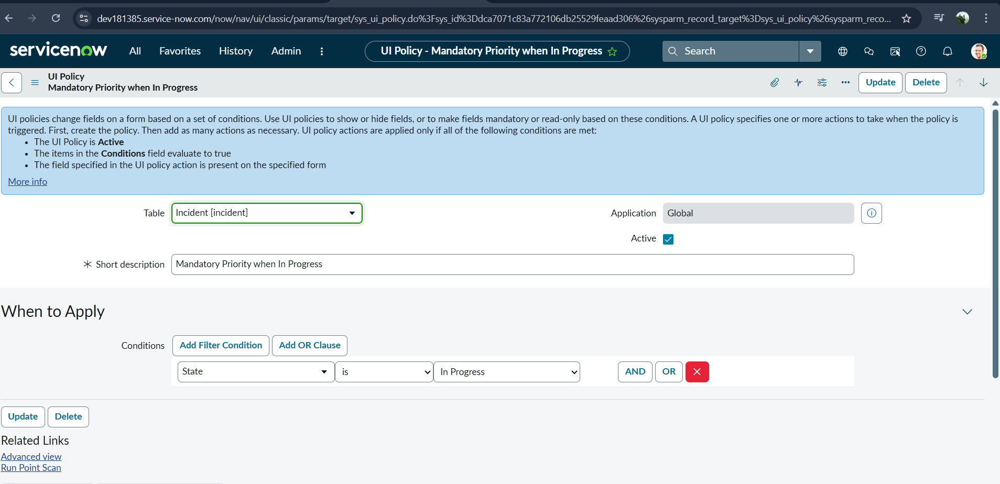 dev181385.service-now.com/now/nav/ui/classic/params/target/sys_ui_policy.do%3Fsys_id%3Ddca7071c83a772106db25529feaad306%26sysparm_record_target%3Dsys_ui_policy%26sysparm_reco...
servicenow All Favorites History Admin UI Policy - Mandatory Priority when In Progress Search
UI Policy
Mandatory Priority when In Progress
Update Delete
UI policies change fields on a form based on a set of conditions. Use UI policies to show or hide fields, or to make fields mandatory or read-only based on these conditions. A UI policy specifies one or more actions to take when the policy is
triggered. First, create the policy. Then add as many actions as necessary. UI policy actions are applied only if all of the following conditions are met:
• The UI Policy is Active
• The items in the Conditions field evaluate to true
• The field specified in the UI policy action is present on the specified form
More info
Table Incident [incident] Application Global
Active
Short description Mandatory Priority when In Progress
When to Apply
Conditions Add Filter Condition Add OR Clause
State is In Progress AND OR
Update Delete
Related Links
Advanced view
Run Point Scan